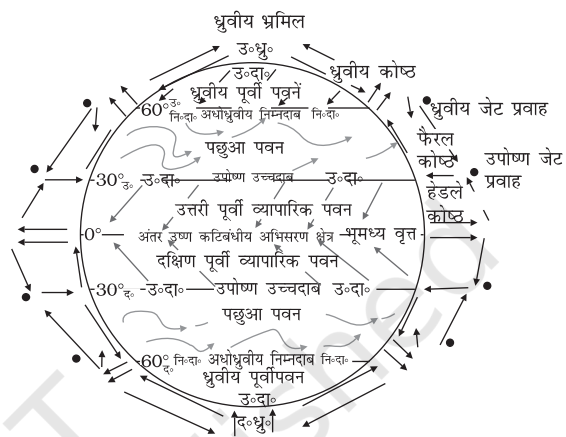 ध्रुवीय भ्रमिल
उ॰ध्रु॰
उ॰दा॰
ध्रुवीय कोष्ठ
ध्रुवीय पूर्वी पवनें
60° उ॰ नि॰दा॰ अधोध्रुवीय निम्नदाब नि॰दा॰
ध्रुवीय जेट प्रवाह
पछुआ पवन
फैरल
कोष्ठ
उपोष्ण जेट
प्रवाह
30° उ॰ उ॰दा॰ उपोष्ण उच्चदाब उ॰दा॰
हेडले
कोष्ठ
उत्तरी पूर्वी व्यापारिक पवन
0° अंतर उष्ण कटिबंधीय अभिसरण क्षेत्र भूमध्य वृत्त
दक्षिण पूर्वी व्यापारिक पवन
30° द॰ उ॰दा॰ उपोष्ण उच्चदाब उ॰दा॰
पछुआ पवन
60° द॰ नि॰दा॰ अधोध्रुवीय निम्नदाब नि॰दा॰
ध्रुवीय पूर्वीपवन
उ॰दा॰
द॰ध्रु॰